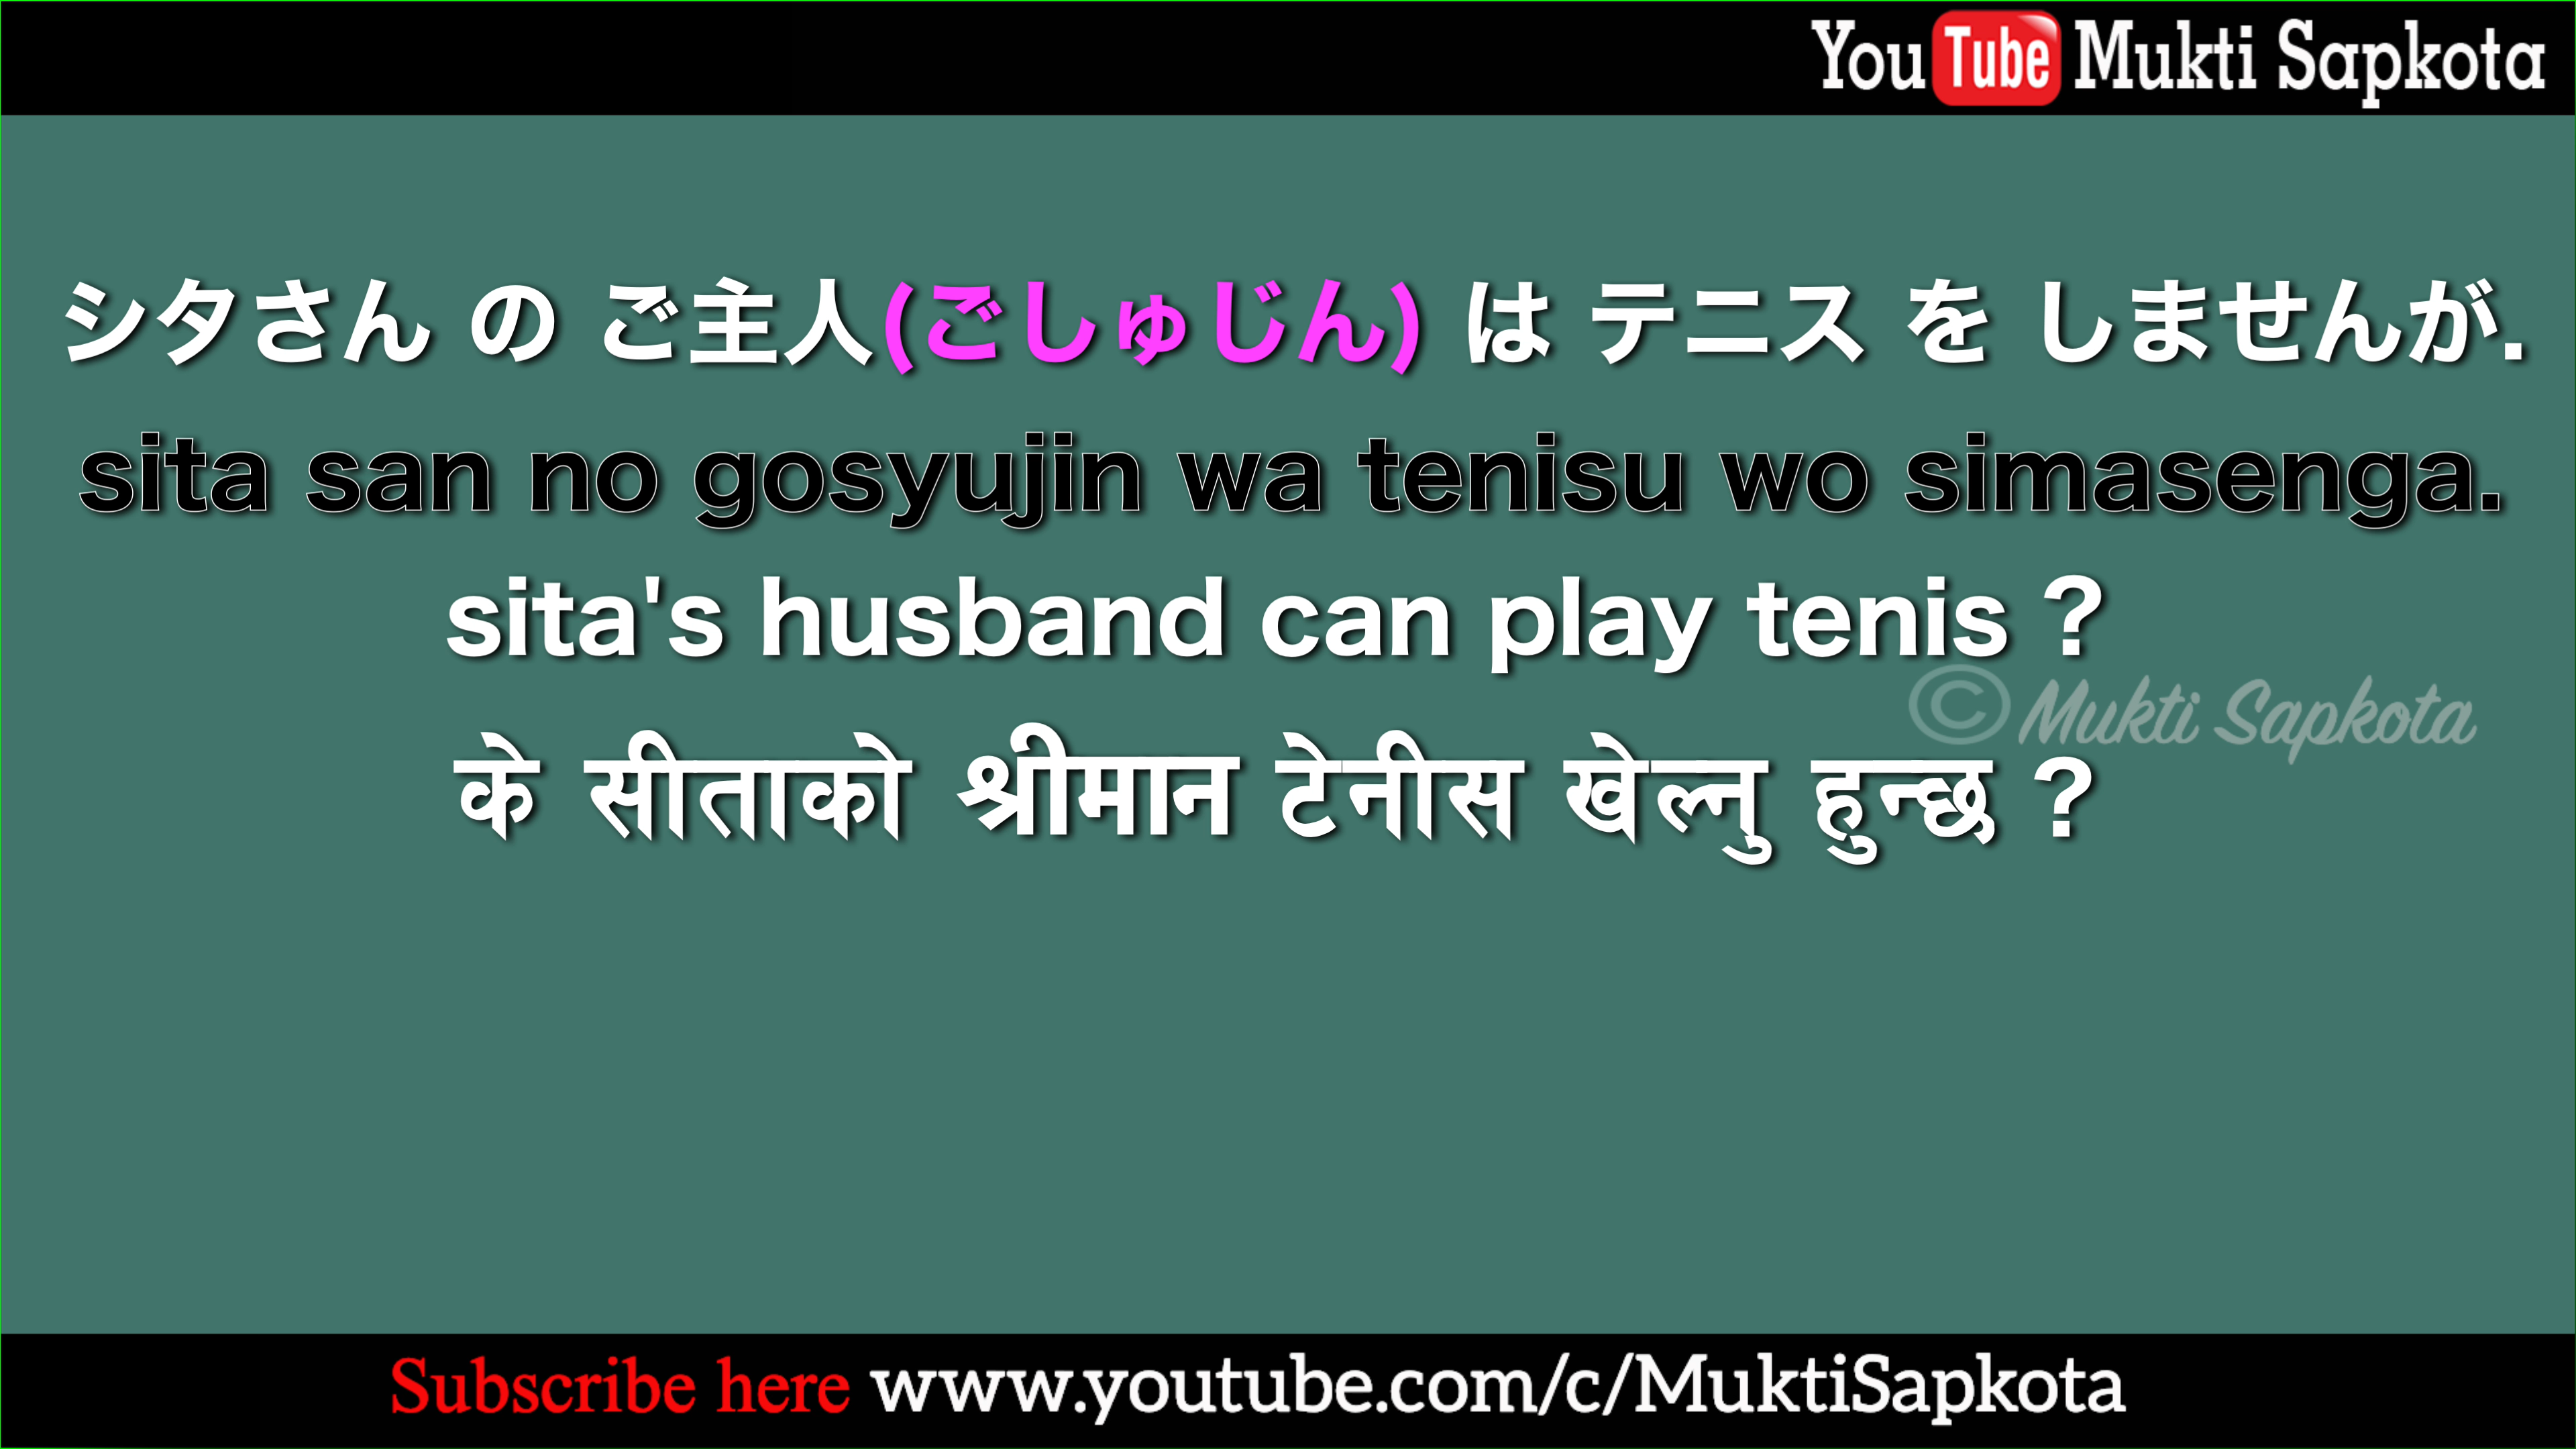 You Tube Mukti Sapkota
シタさん の ご主人(ごしゅじん) は テニス を しませんが.
sita san no gosyujin wa tenisu wo simasenga.
sita's husband can play tenis ?
© Mukti Sapkota
के सीताको श्रीमान टेनीस खेल्नु हुन्छ ?
Subscribe here www.youtube.com/c/MuktiSapkota